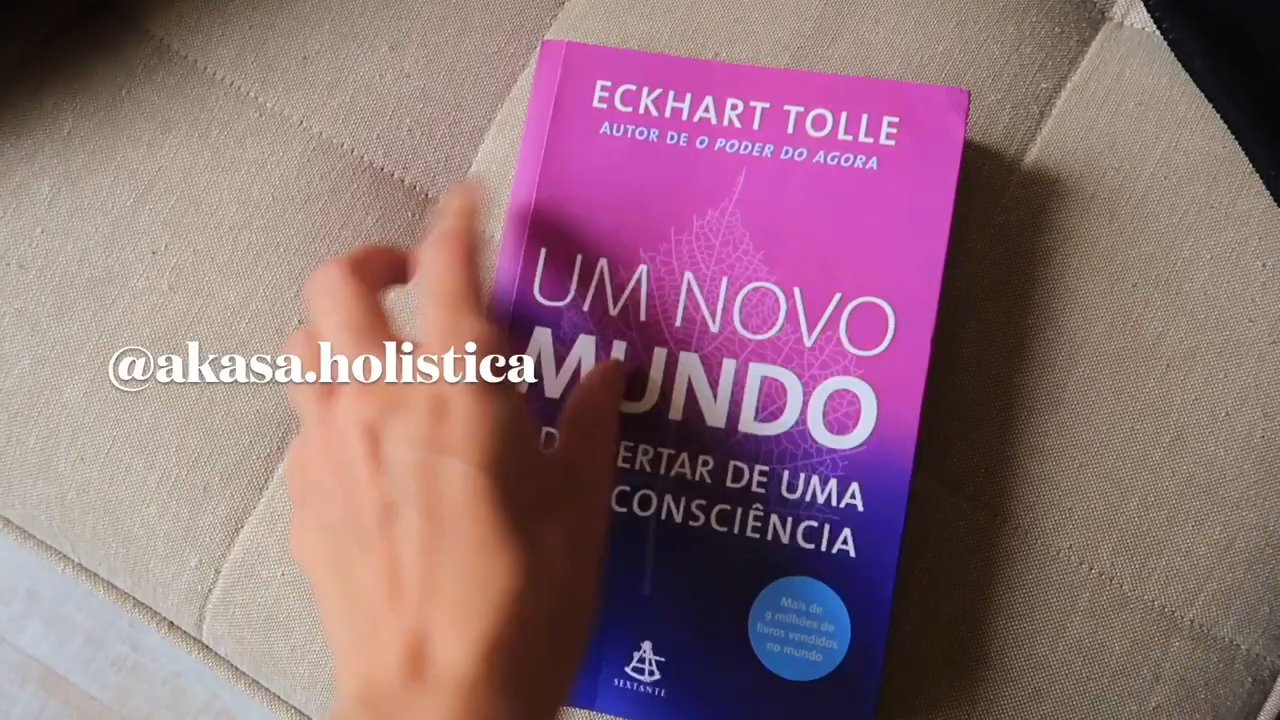 ECKHART TOLLE
AUTOR DE O PODER DO AGORA
UM NOVO
MUNDO
@akasa.holistica
ERTAR DE UMA
CONSCIÊNCIA
Mais de
9 milhões de
livros vendidos
no mundo
SEXTANTE